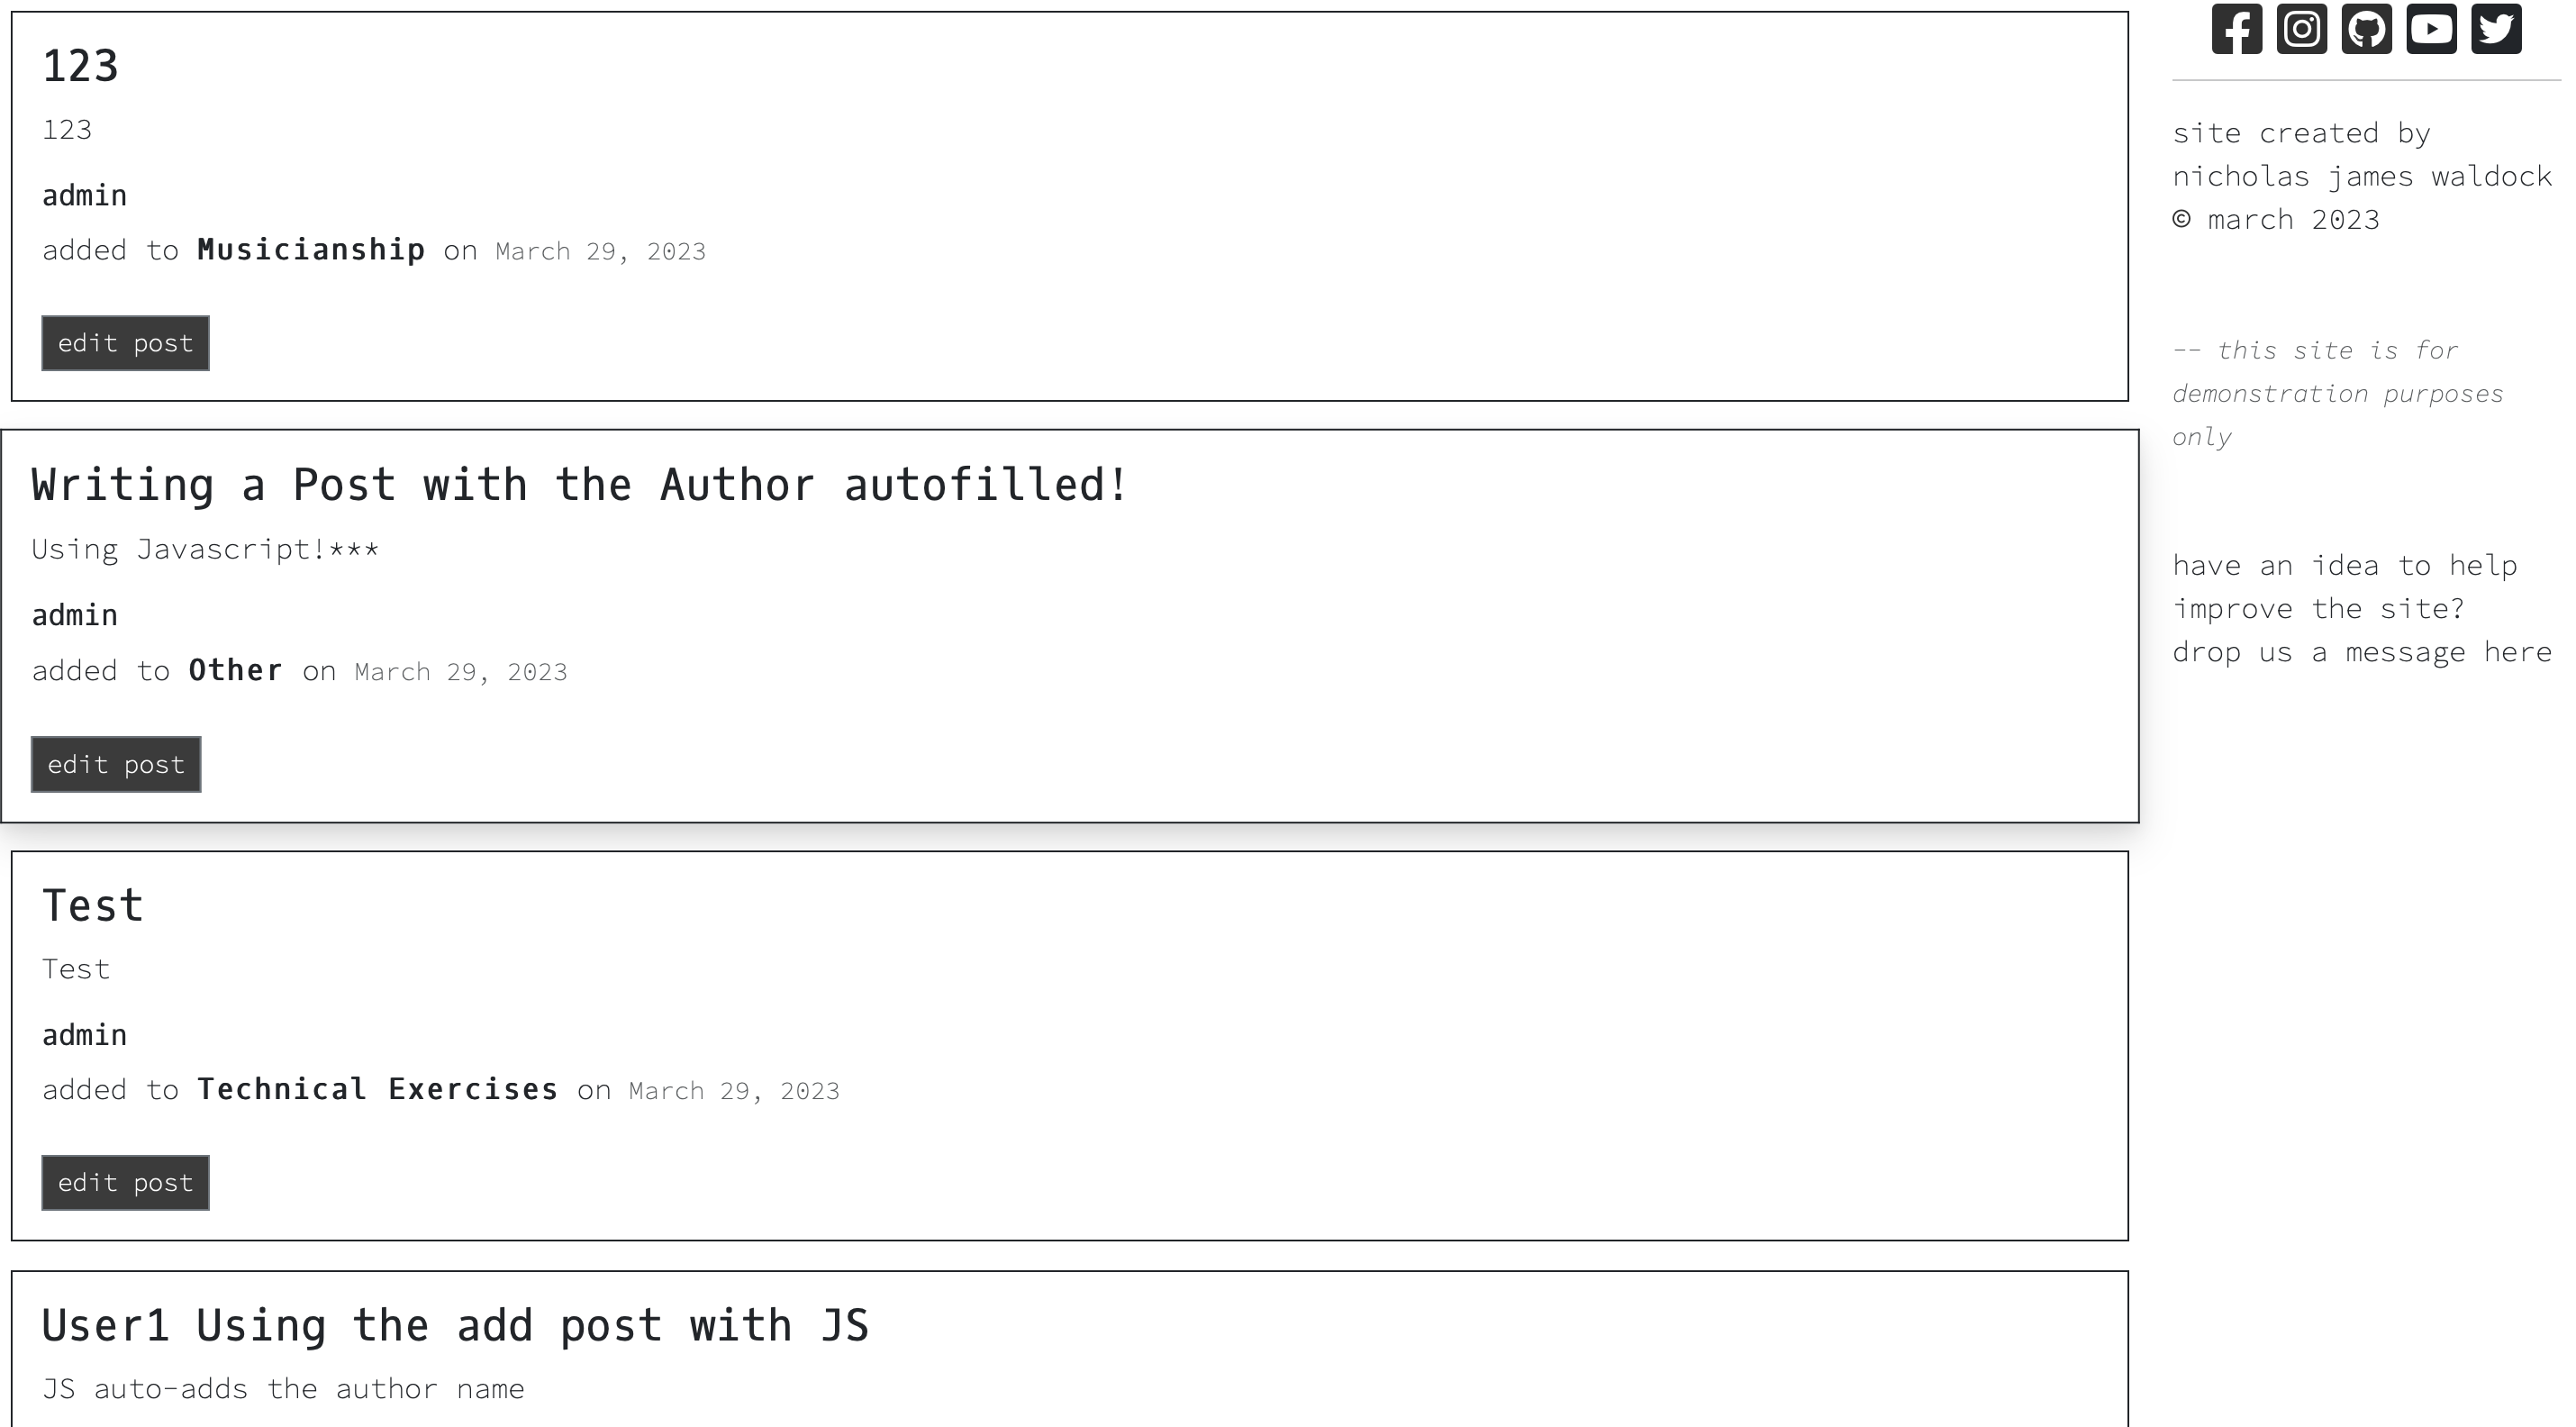 123
123
admin
added to Musicianship on March 29, 2023
edit post
Writing a Post with the Author autofilled!
Using Javascript!***
admin
added to Other on March 29, 2023
edit post
Test
Test
admin
added to Technical Exercises on March 29, 2023
edit post
User1 Using the add post with JS
JS auto-adds the author name
site created by
nicholas james waldock
© march 2023
-- this site is for
demonstration purposes
only
have an idea to help
improve the site?
drop us a message here